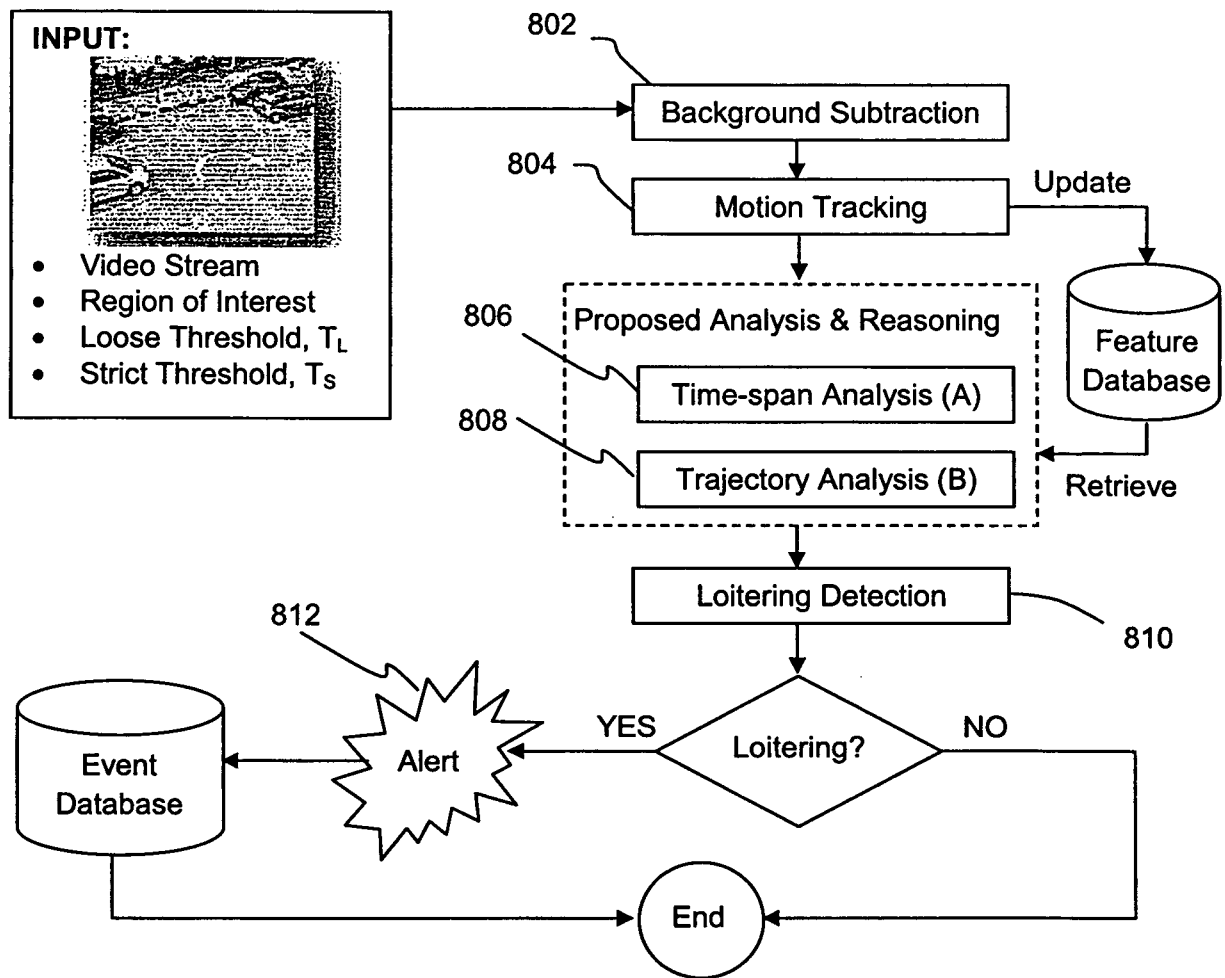 INPUT:
• Video Stream
• Region of Interest
• Loose Threshold, TL
• Strict Threshold, TS
802
Background Subtraction
804
Motion Tracking
Update
Feature
Database
Retrieve
Proposed Analysis & Reasoning
806
Time-span Analysis (A)
808
Trajectory Analysis (B)
Loitering Detection
810
812
Loitering?
YES
NO
Alert
Event
Database
End